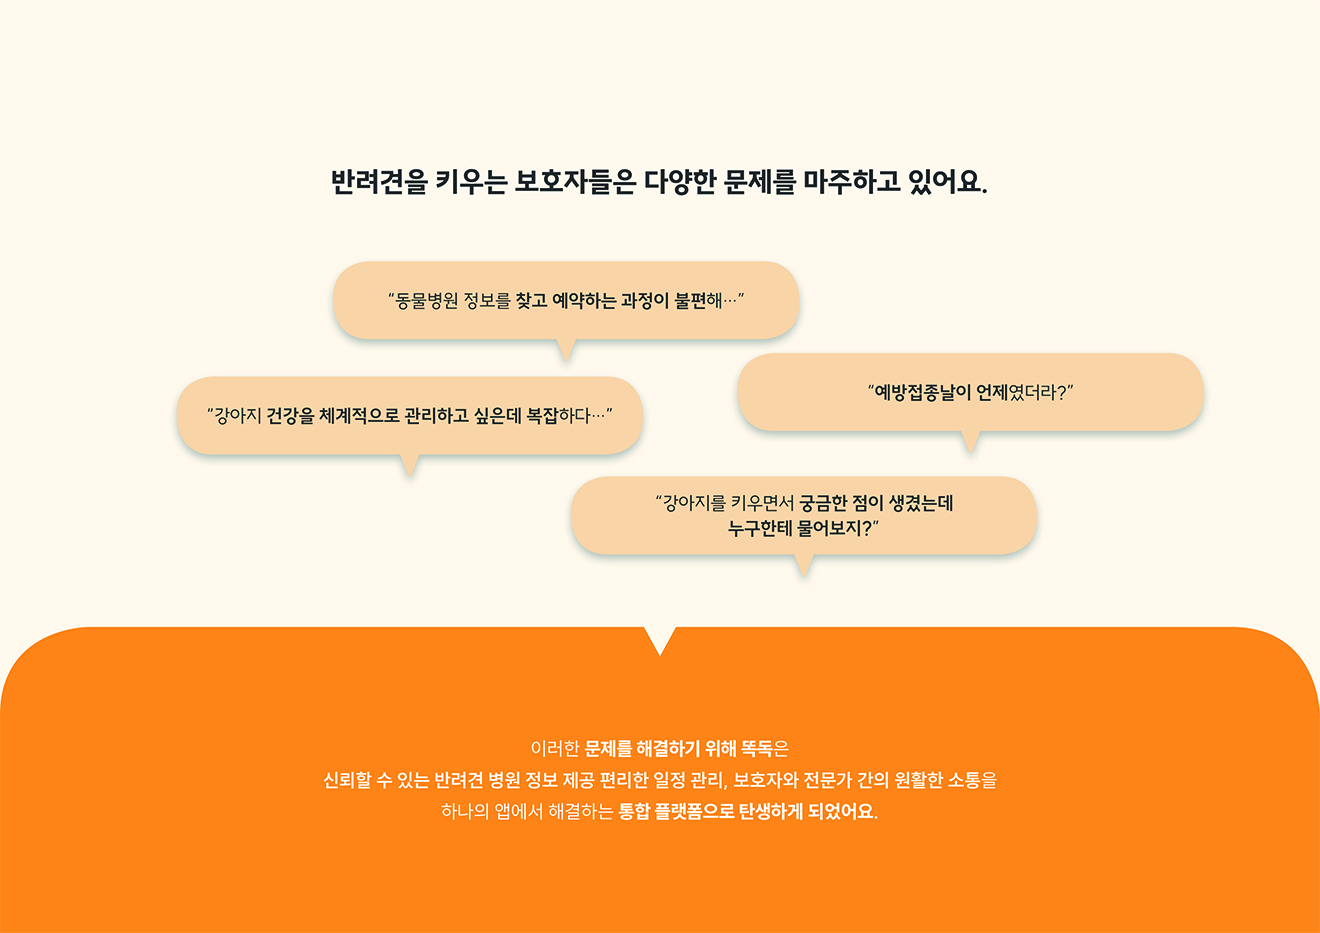 반려견을 키우는 보호자들은 다양한 문제를 마주하고 있어요.
“동물병원 정보를 찾고 예약하는 과정이 불편해…”
“예방접종날이 언제였더라?”
“강아지 건강을 체계적으로 관리하고 싶은데 복잡하다…”
“강아지를 키우면서 궁금한 점이 생겼는데
누구한테 물어보지?”
이러한 문제를 해결하기 위해 똑독은
신뢰할 수 있는 반려견 병원 정보 제공 편리한 일정 관리, 보호자와 전문가 간의 원활한 소통을
하나의 앱에서 해결하는 통합 플랫폼으로 탄생하게 되었어요.